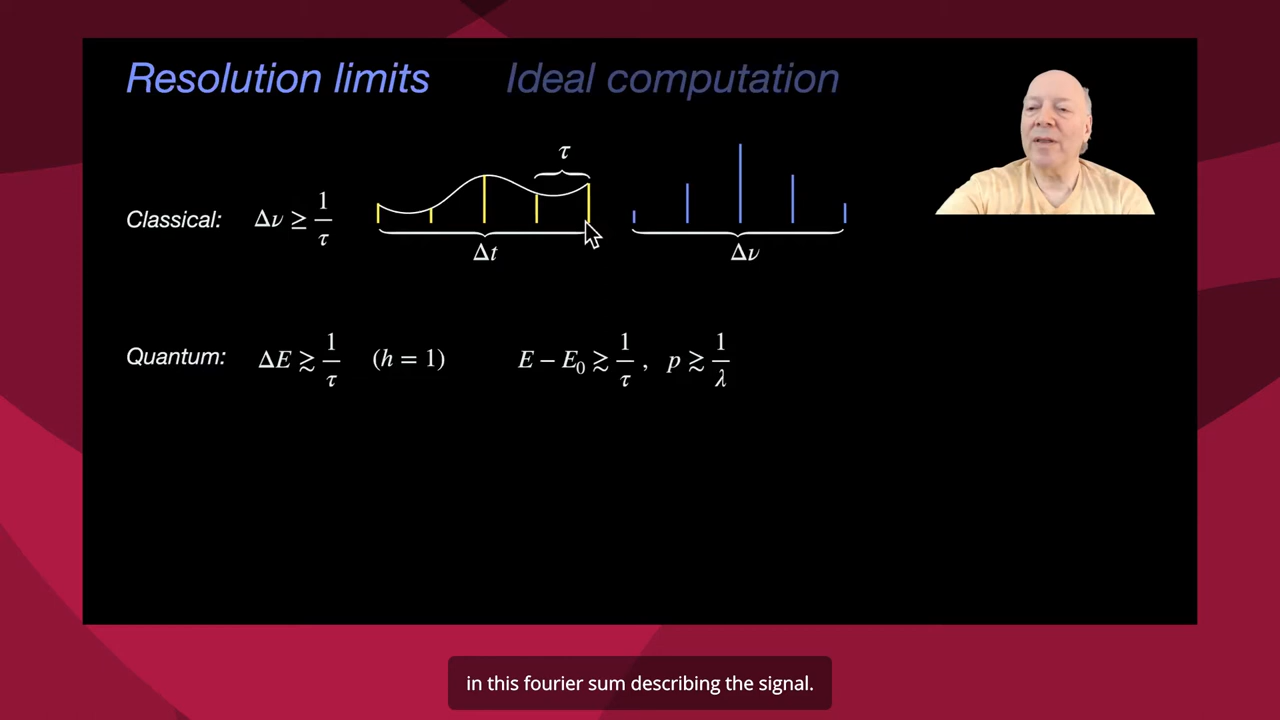 Resolution limits Ideal computation
τ
Classical: Δν ≥ 1/τ
Δt Δν
Quantum: ΔE ≳ 1/τ (h = 1) E − E₀ ≳ 1/τ , p ≳ 1/λ
in this fourier sum describing the signal.